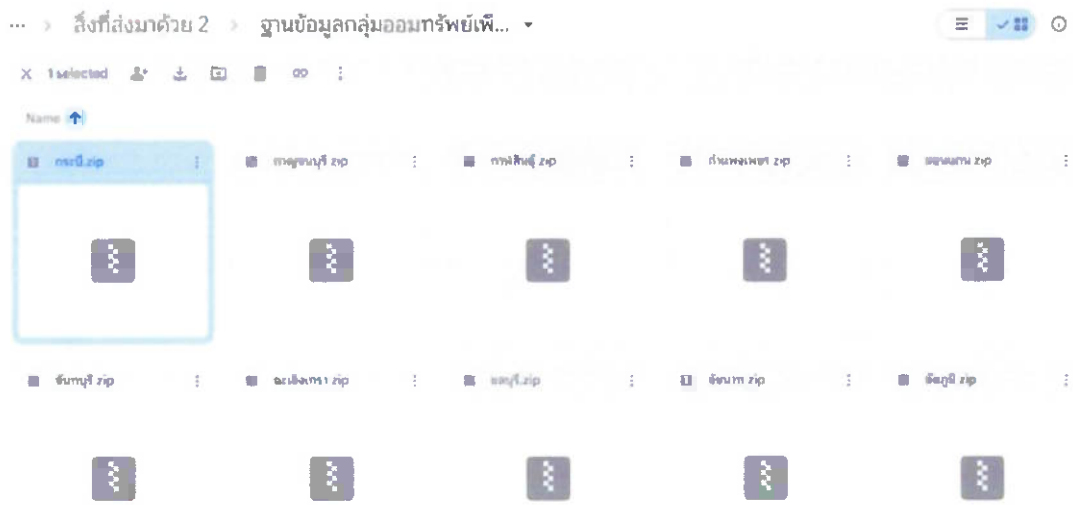 ... > สิ่งที่ส่งมาด้วย 2 > ฐานข้อมูลกลุ่มออมทรัพย์เพื่...
X 1 selected
Name
กระบี่.zip กาญจนบุรี.zip กาฬสินธุ์.zip กำแพงเพชร.zip ขอนแก่น.zip
จันทบุรี.zip ฉะเชิงเทรา.zip ชลบุรี.zip ชัยนาท.zip ชัยภูมิ.zip